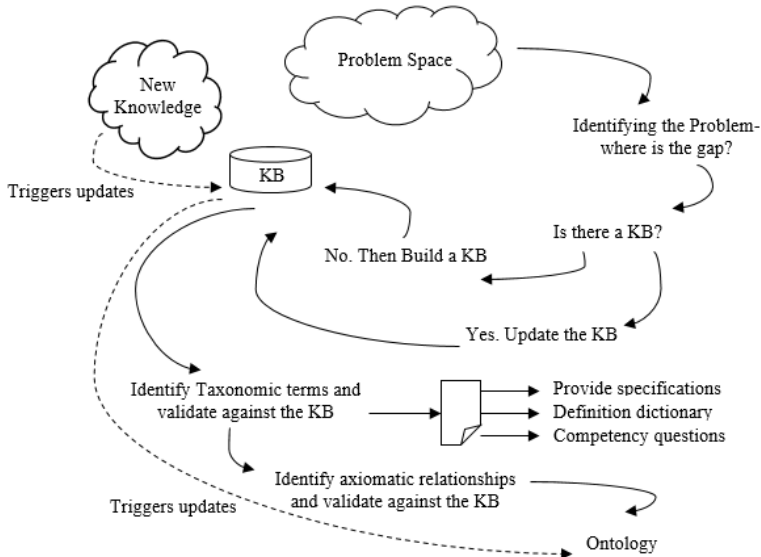 Problem Space
New
Knowledge
Identifying the Problem-
where is the gap?
KB
Triggers updates
Is there a KB?
No. Then Build a KB
Yes. Update the KB
Identify Taxonomic terms and
validate against the KB
Provide specifications
Definition dictionary
Competency questions
Identify axiomatic relationships
and validate against the KB
Triggers updates
Ontology